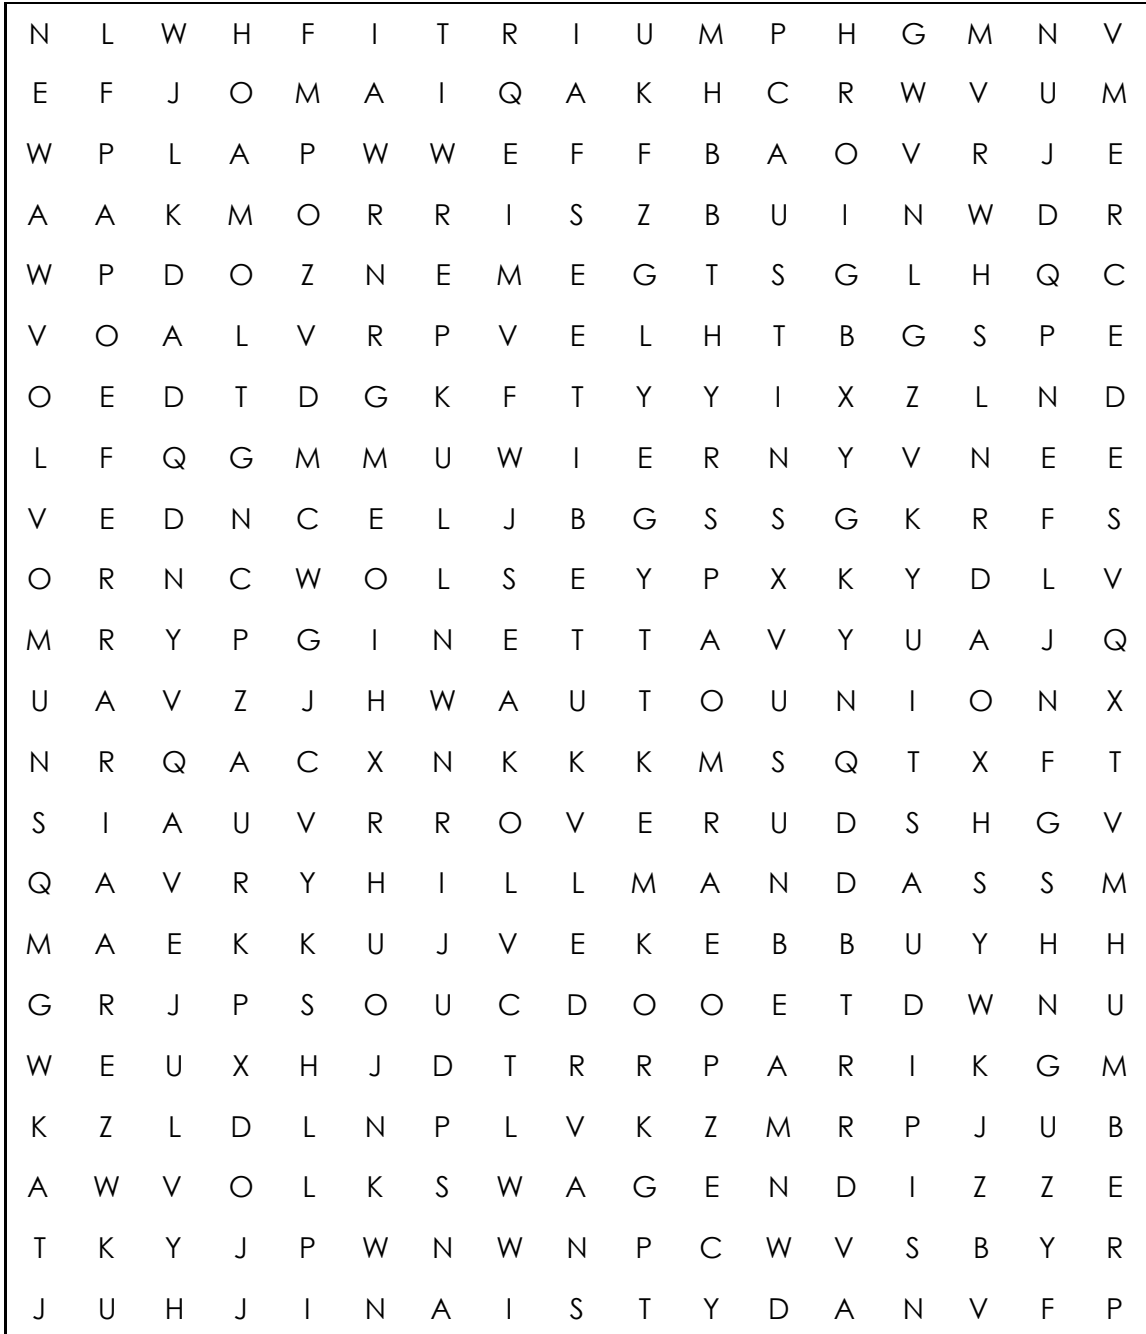 N L W H F I T R I U M P H G M N V
E F J O M A I Q A K H C R W V U M
W P L A P W W E F F B A O V R J E
A A K M O R R I S Z B U I N W D R
W P D O Z N E M E G T S G L H Q C
V O A L V R P V E L H T B G S P E
O E D T D G K F T Y Y I X Z L N D
L F Q G M M U W I E R N Y V N E E
V E D N C E L J B G S S G K R F S
O R N C W O L S E Y P X K Y D L V
M R Y P G I N E T T A V Y U A J Q
U A V Z J H W A U T O U N I O N X
N R Q A C X N K K K M S Q T X F T
S I A U V R R O V E R U D S H G V
Q A V R Y H I L L M A N D A S S M
M A E K K U J V E K E B B U Y H H
G R J P S O U C D O O E T D W N U
W E U X H J D T R R P A R I K G M
K Z L D L N P L V K Z M R P J U B
A W V O L K S W A G E N D I Z Z E
T K Y J P W N W N P C W V S B Y R
J U H J I N A I S T Y D A N V F P